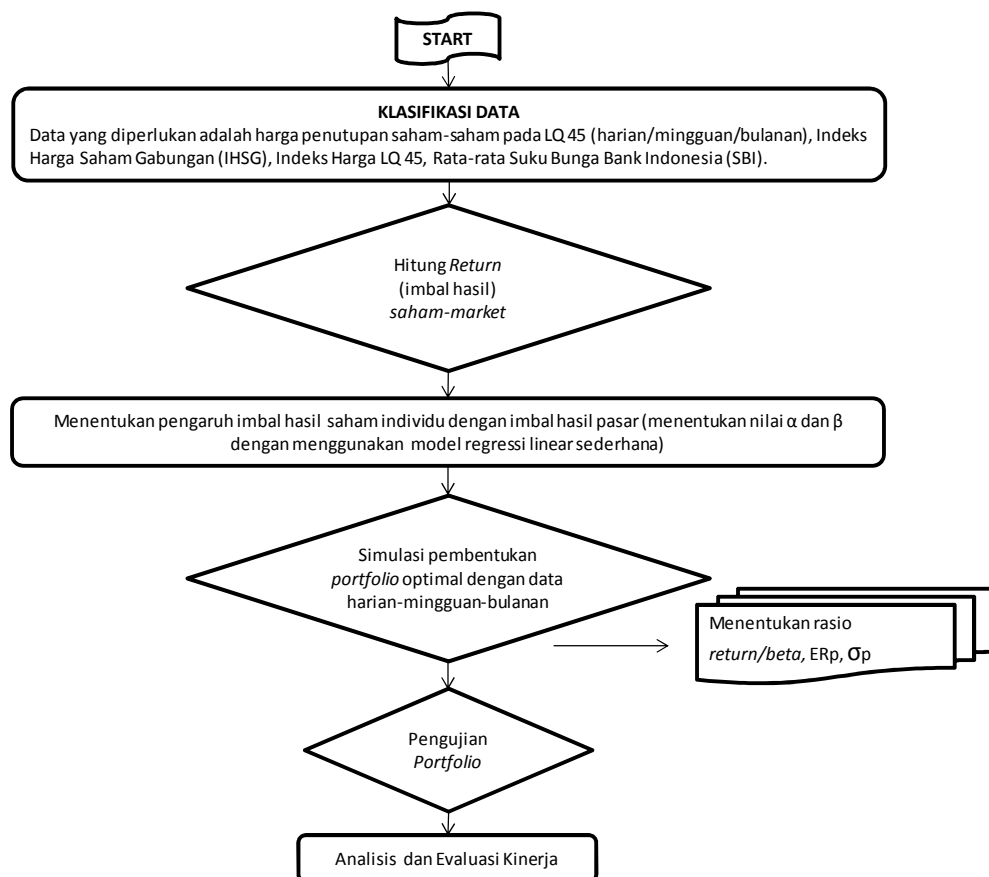 START
KLASIFIKASI DATA
Data yang diperlukan adalah harga penutupan saham-saham pada LQ 45 (harian/mingguan/bulanan), Indeks
Harga Saham Gabungan (IHSG), Indeks Harga LQ 45, Rata-rata Suku Bunga Bank Indonesia (SBI).
Hitung Return
(imbal hasil)
saham-market
Menentukan pengaruh imbal hasil saham individu dengan imbal hasil pasar (menentukan nilai α dan β
dengan menggunakan model regressi linear sederhana)
Simulasi pembentukan
portfolio optimal dengan data
harian-mingguan-bulanan
Menentukan rasio
return/beta, ERp, σp
Pengujian
Portfolio
Analisis dan Evaluasi Kinerja